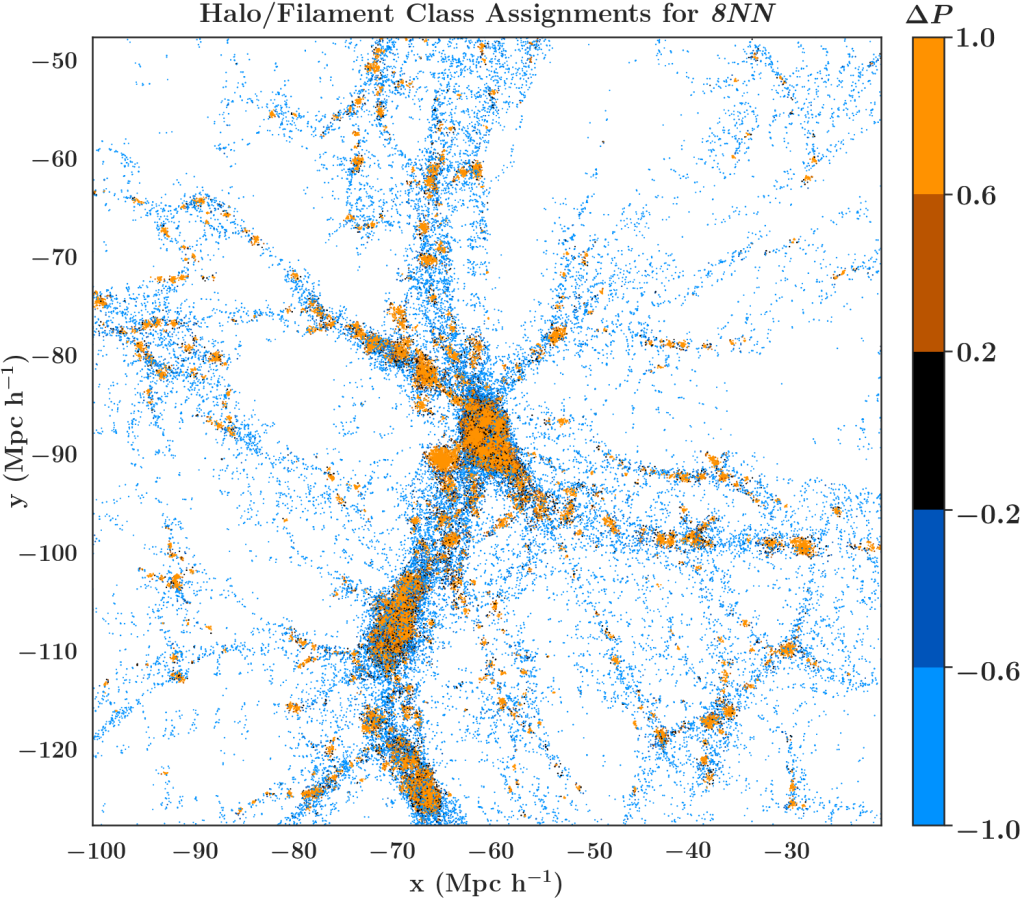 Halo/Filament Class Assignments for 8NN
ΔP
−50
−60
−70
−80
−90
−100
−110
−120
y (Mpc h⁻¹)
−100 −90 −80 −70 −60 −50 −40 −30
x (Mpc h⁻¹)
1.0
0.6
0.2
−0.2
−0.6
−1.0